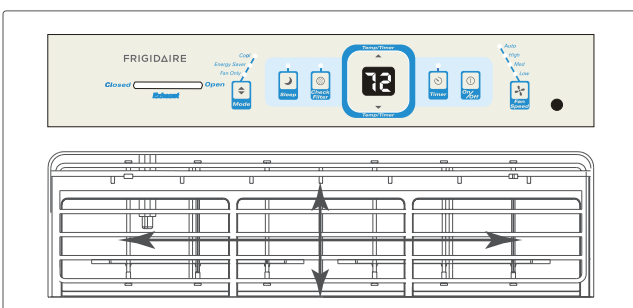 Temp/Timer
FRIGIDAIRE
Cool
Energy Saver
Fan Only
Closed
Open
Exhaust
Mode
Sleep
Check
Filter
72
Temp/Timer
Timer
On/
/Off
Auto
High
Med
Low
Fan
Speed